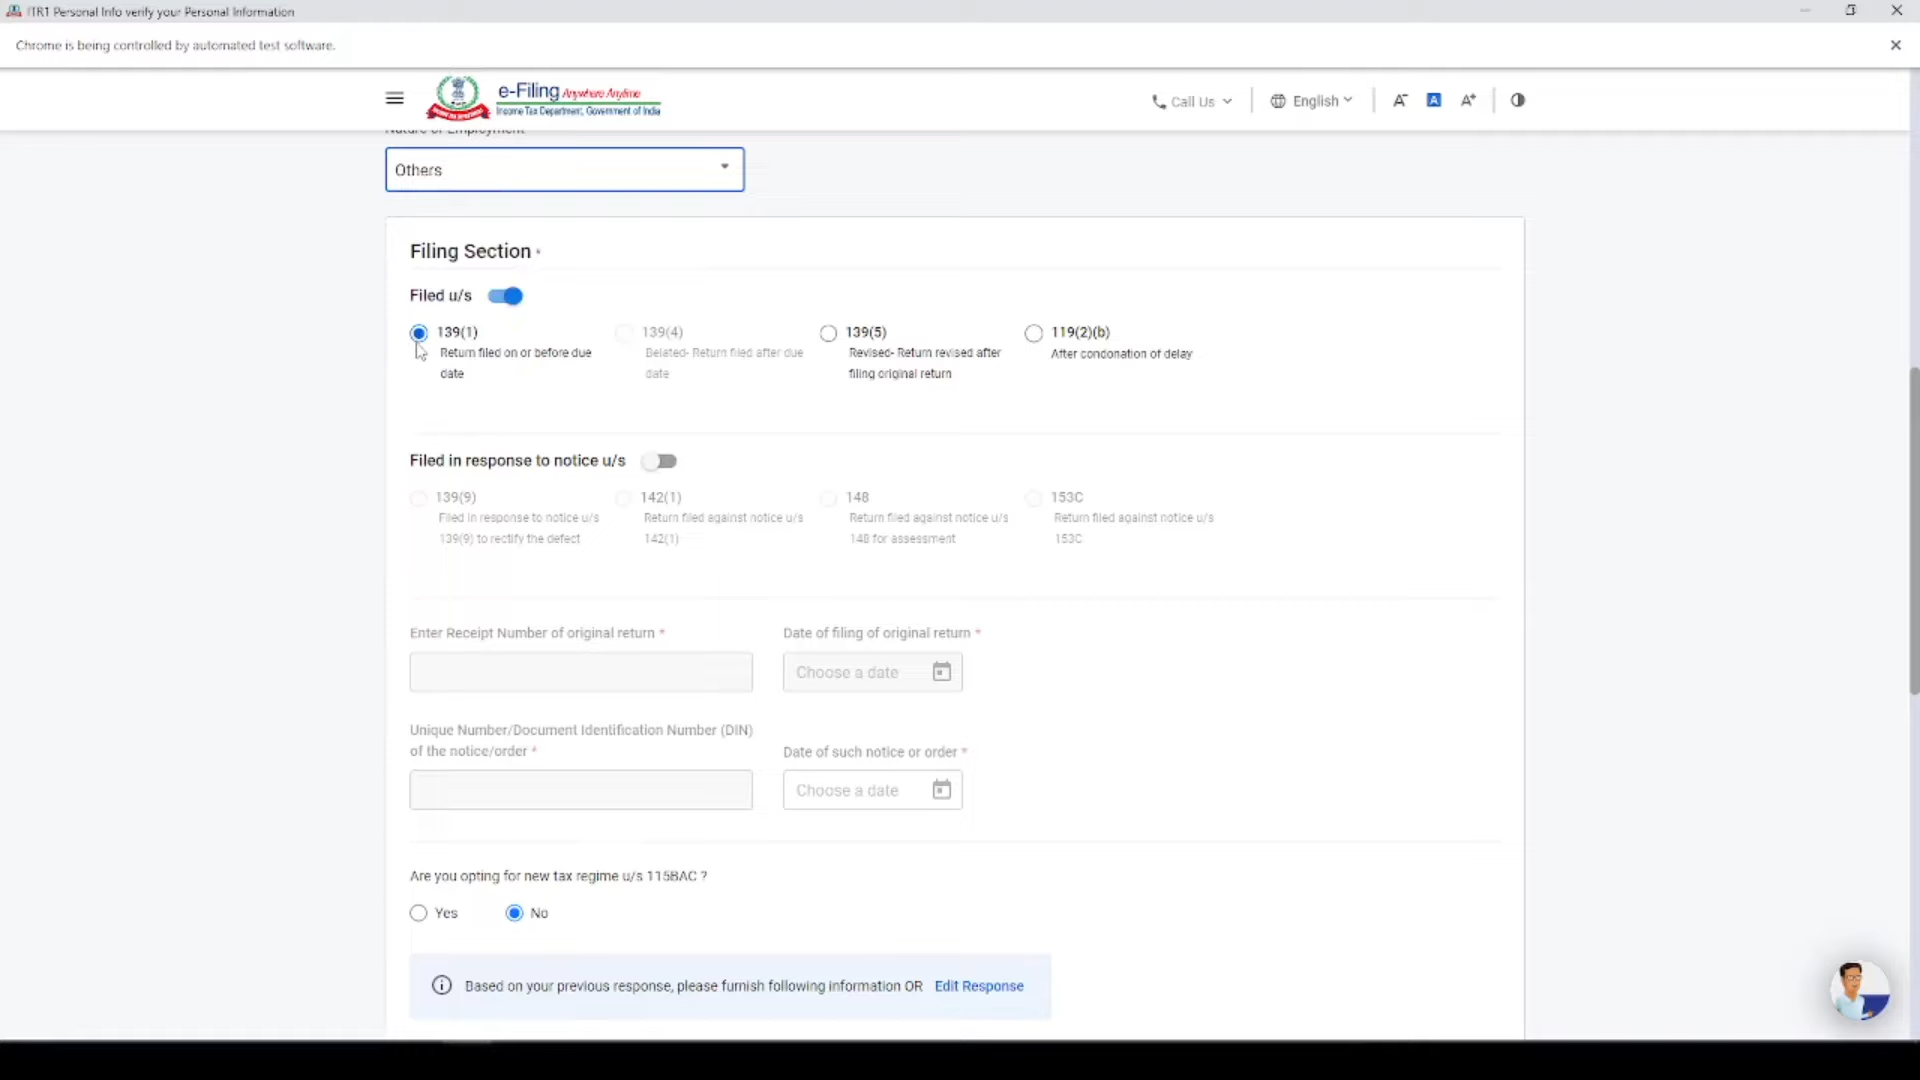 ITR1 Personal Info verify your Personal Information
Chrome is being controlled by automated test software.
e-Filing Anywhere Anytime
Income Tax Department, Government of India
Call Us
English
A-
A
A+
Nature of Employment
Others
Filing Section *
Filed u/s
139(1)
Return filed on or before due
date
139(4)
Belated- Return filed after due
date
139(5)
Revised- Return revised after
filing original return
119(2)(b)
After condonation of delay
Filed in response to notice u/s
139(9)
Filed in response to notice u/s
139(9) to rectify the defect
142(1)
Return filed against notice u/s
142(1)
148
Return filed against notice u/s
148 for assessment
153C
Return filed against notice u/s
153C
Enter Receipt Number of original return *
Date of filing of original return *
Choose a date
Unique Number/Document Identification Number (DIN)
of the notice/order *
Date of such notice or order *
Choose a date
Are you opting for new tax regime u/s 115BAC ?
Yes
No
Based on your previous response, please furnish following information OR Edit Response